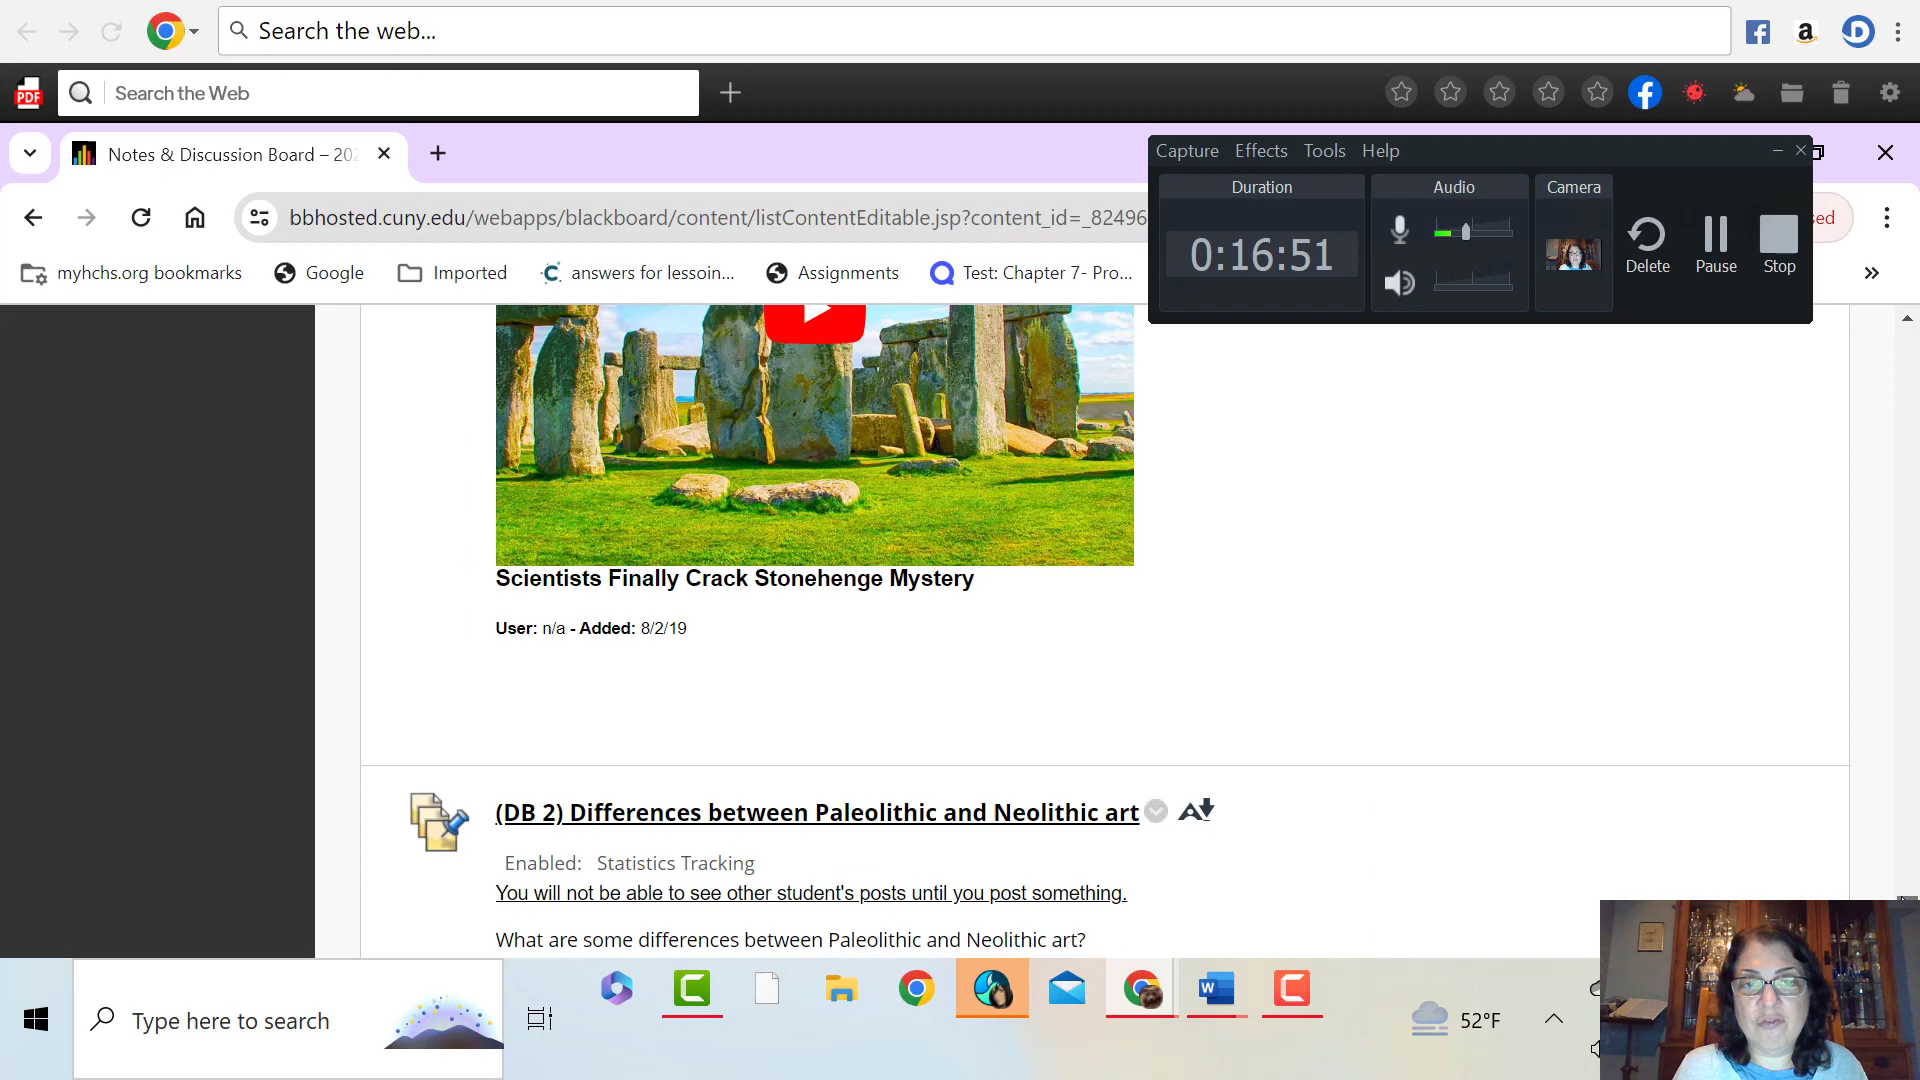 Search the web...
PDF
Search the Web
Notes & Discussion Board – 202
Capture Effects Tools Help
Duration
Audio
Camera
0:16:51
Delete
Pause
Stop
bbhosted.cuny.edu/webapps/blackboard/content/listContentEditable.jsp?content_id=_82496
sed
myhchs.org bookmarks
Google
Imported
answers for lessoin...
Assignments
Test: Chapter 7- Pro...
Scientists Finally Crack Stonehenge Mystery
User: n/a - Added: 8/2/19
(DB 2) Differences between Paleolithic and Neolithic art
Enabled: Statistics Tracking
You will not be able to see other student's posts until you post something.
What are some differences between Paleolithic and Neolithic art?
Type here to search
52°F